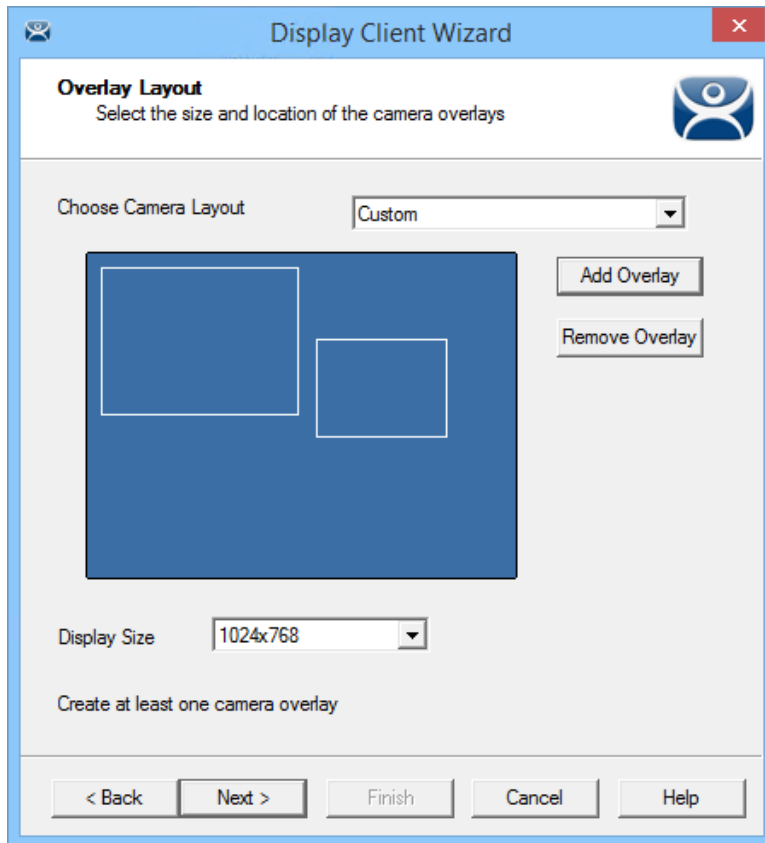 Display Client Wizard
Overlay Layout
Select the size and location of the camera overlays
Choose Camera Layout
Custom
Add Overlay
Remove Overlay
Display Size
1024x768
Create at least one camera overlay
< Back
Next >
Finish
Cancel
Help